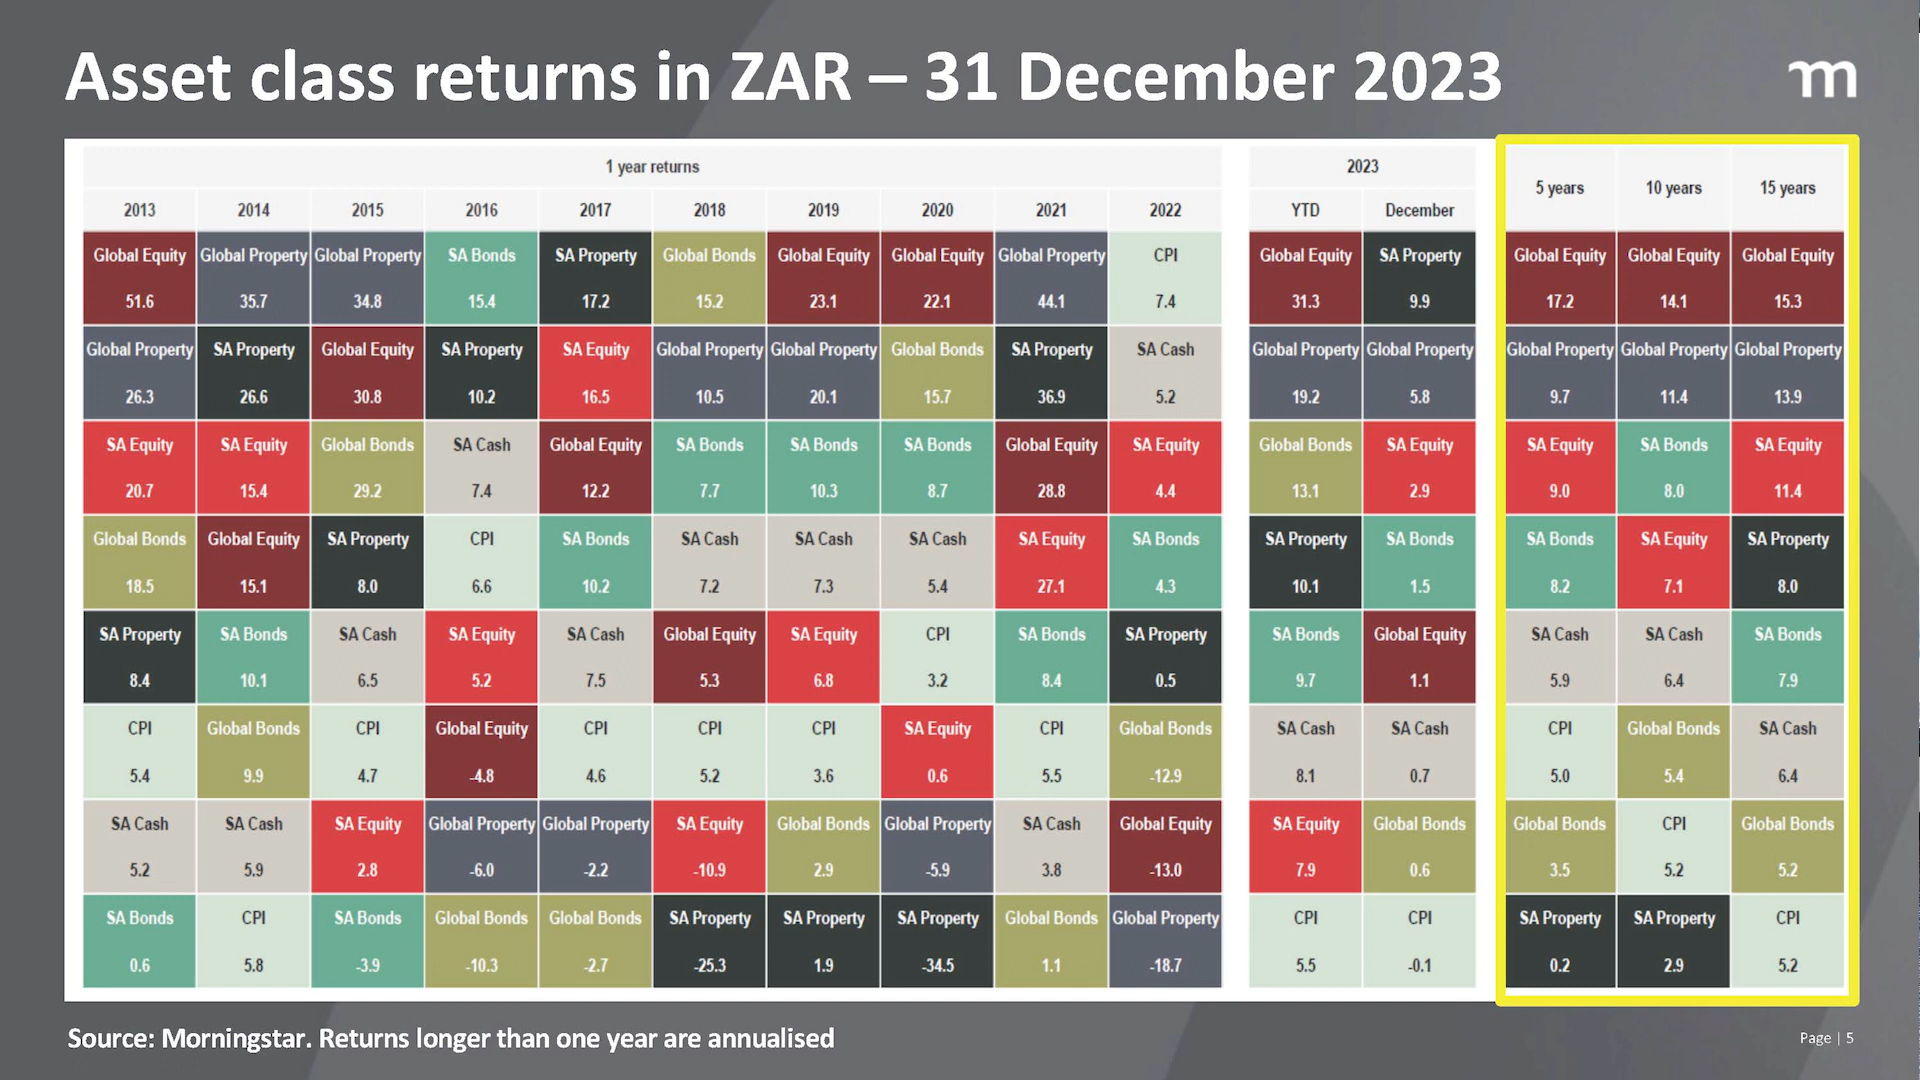 Asset class returns in ZAR – 31 December 2023
m
1 year returns 2023 5 years 10 years 15 years
2013 2014 2015 2016 2017 2018 2019 2020 2021 2022 YTD December
Global Equity Global Property Global Property SA Bonds SA Property Global Bonds Global Equity Global Equity Global Property CPI Global Equity SA Property Global Equity Global Equity Global Equity
51.6 35.7 34.8 15.4 17.2 15.2 23.1 22.1 44.1 7.4 31.3 9.9 17.2 14.1 15.3
Global Property SA Property Global Equity SA Property SA Equity Global Property Global Property Global Bonds SA Property SA Cash Global Property Global Property Global Property Global Property Global Property
26.3 26.6 30.8 10.2 16.5 10.5 20.1 15.7 36.9 5.2 19.2 5.8 9.7 11.4 13.9
SA Equity SA Equity Global Bonds SA Cash Global Equity SA Bonds SA Bonds SA Bonds Global Equity SA Equity Global Bonds SA Equity SA Equity SA Bonds SA Equity
20.7 15.4 29.2 7.4 12.2 7.7 10.3 8.7 28.8 4.4 13.1 2.9 9.0 8.0 11.4
Global Bonds Global Equity SA Property CPI SA Bonds SA Cash SA Cash SA Cash SA Equity SA Bonds SA Property SA Bonds SA Bonds SA Equity SA Property
18.5 15.1 8.0 6.6 10.2 7.2 7.3 5.4 27.1 4.3 10.1 1.5 8.2 7.1 8.0
SA Property SA Bonds SA Cash SA Equity SA Cash Global Equity SA Equity CPI SA Bonds SA Property SA Bonds Global Equity SA Cash SA Cash SA Bonds
8.4 10.1 6.5 5.2 7.5 5.3 6.8 3.2 8.4 0.5 9.7 1.1 5.9 6.4 7.9
CPI Global Bonds CPI Global Equity CPI CPI CPI SA Equity CPI Global Bonds SA Cash SA Cash CPI Global Bonds SA Cash
5.4 9.9 4.7 -4.8 4.6 5.2 3.6 0.6 5.5 -12.9 8.1 0.7 5.0 5.4 6.4
SA Cash SA Cash SA Equity Global Property Global Property SA Equity Global Bonds Global Property SA Cash Global Equity SA Equity Global Bonds Global Bonds CPI Global Bonds
5.2 5.9 2.8 -6.0 -2.2 -10.9 2.9 -5.9 3.8 -13.0 7.9 0.6 3.5 5.2 5.2
SA Bonds CPI SA Bonds Global Bonds Global Bonds SA Property SA Property SA Property Global Bonds Global Property CPI CPI SA Property SA Property CPI
0.6 5.8 -3.9 -10.3 -2.7 -25.3 1.9 -34.5 1.1 -18.7 5.5 -0.1 0.2 2.9 5.2
Source: Morningstar. Returns longer than one year are annualised
Page | 5